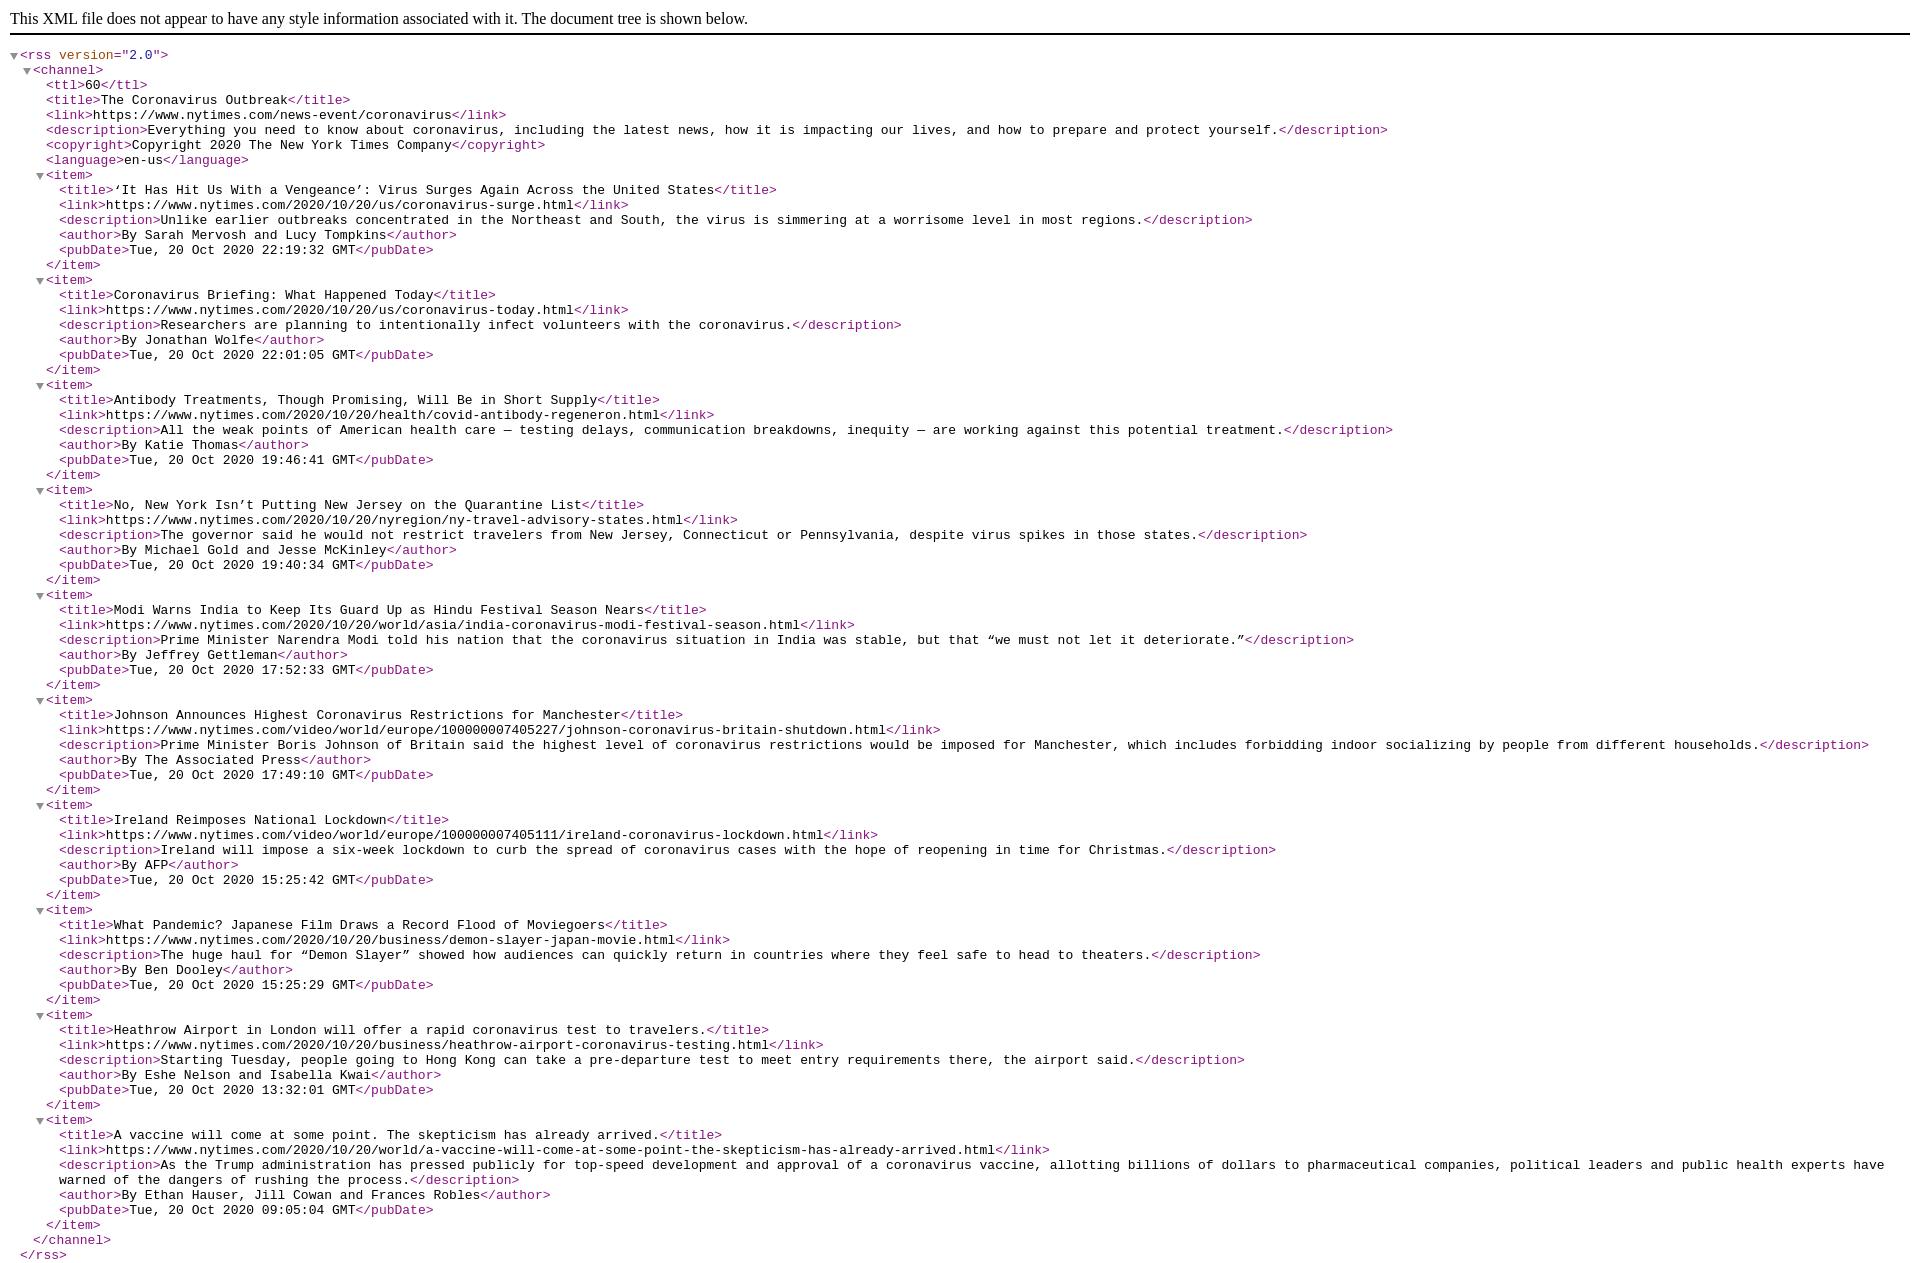 This XML file does not appear to have any style information associated with it. The document tree is shown below.
<rss version="2.0">
<channel>
<ttl>60</ttl>
<title>The Coronavirus Outbreak</title>
<link>https://www.nytimes.com/news-event/coronavirus</link>
<description>Everything you need to know about coronavirus, including the latest news, how it is impacting our lives, and how to prepare and protect yourself.</description>
<copyright>Copyright 2020 The New York Times Company</copyright>
<language>en-us</language>
<item>
<title>‘It Has Hit Us With a Vengeance’: Virus Surges Again Across the United States</title>
<link>https://www.nytimes.com/2020/10/20/us/coronavirus-surge.html</link>
<description>Unlike earlier outbreaks concentrated in the Northeast and South, the virus is simmering at a worrisome level in most regions.</description>
<author>By Sarah Mervosh and Lucy Tompkins</author>
<pubDate>Tue, 20 Oct 2020 22:19:32 GMT</pubDate>
</item>
<item>
<title>Coronavirus Briefing: What Happened Today</title>
<link>https://www.nytimes.com/2020/10/20/us/coronavirus-today.html</link>
<description>Researchers are planning to intentionally infect volunteers with the coronavirus.</description>
<author>By Jonathan Wolfe</author>
<pubDate>Tue, 20 Oct 2020 22:01:05 GMT</pubDate>
</item>
<item>
<title>Antibody Treatments, Though Promising, Will Be in Short Supply</title>
<link>https://www.nytimes.com/2020/10/20/health/covid-antibody-regeneron.html</link>
<description>All the weak points of American health care — testing delays, communication breakdowns, inequity — are working against this potential treatment.</description>
<author>By Katie Thomas</author>
<pubDate>Tue, 20 Oct 2020 19:46:41 GMT</pubDate>
</item>
<item>
<title>No, New York Isn’t Putting New Jersey on the Quarantine List</title>
<link>https://www.nytimes.com/2020/10/20/nyregion/ny-travel-advisory-states.html</link>
<description>The governor said he would not restrict travelers from New Jersey, Connecticut or Pennsylvania, despite virus spikes in those states.</description>
<author>By Michael Gold and Jesse McKinley</author>
<pubDate>Tue, 20 Oct 2020 19:40:34 GMT</pubDate>
</item>
<item>
<title>Modi Warns India to Keep Its Guard Up as Hindu Festival Season Nears</title>
<link>https://www.nytimes.com/2020/10/20/world/asia/india-coronavirus-modi-festival-season.html</link>
<description>Prime Minister Narendra Modi told his nation that the coronavirus situation in India was stable, but that “we must not let it deteriorate.”</description>
<author>By Jeffrey Gettleman</author>
<pubDate>Tue, 20 Oct 2020 17:52:33 GMT</pubDate>
</item>
<item>
<title>Johnson Announces Highest Coronavirus Restrictions for Manchester</title>
<link>https://www.nytimes.com/video/world/europe/100000007405227/johnson-coronavirus-britain-shutdown.html</link>
<description>Prime Minister Boris Johnson of Britain said the highest level of coronavirus restrictions would be imposed for Manchester, which includes forbidding indoor socializing by people from different households.</description>
<author>By The Associated Press</author>
<pubDate>Tue, 20 Oct 2020 17:49:10 GMT</pubDate>
</item>
<item>
<title>Ireland Reimposes National Lockdown</title>
<link>https://www.nytimes.com/video/world/europe/100000007405111/ireland-coronavirus-lockdown.html</link>
<description>Ireland will impose a six-week lockdown to curb the spread of coronavirus cases with the hope of reopening in time for Christmas.</description>
<author>By AFP</author>
<pubDate>Tue, 20 Oct 2020 15:25:42 GMT</pubDate>
</item>
<item>
<title>What Pandemic? Japanese Film Draws a Record Flood of Moviegoers</title>
<link>https://www.nytimes.com/2020/10/20/business/demon-slayer-japan-movie.html</link>
<description>The huge haul for “Demon Slayer” showed how audiences can quickly return in countries where they feel safe to head to theaters.</description>
<author>By Ben Dooley</author>
<pubDate>Tue, 20 Oct 2020 15:25:29 GMT</pubDate>
</item>
<item>
<title>Heathrow Airport in London will offer a rapid coronavirus test to travelers.</title>
<link>https://www.nytimes.com/2020/10/20/business/heathrow-airport-coronavirus-testing.html</link>
<description>Starting Tuesday, people going to Hong Kong can take a pre-departure test to meet entry requirements there, the airport said.</description>
<author>By Eshe Nelson and Isabella Kwai</author>
<pubDate>Tue, 20 Oct 2020 13:32:01 GMT</pubDate>
</item>
<item>
<title>A vaccine will come at some point. The skepticism has already arrived.</title>
<link>https://www.nytimes.com/2020/10/20/world/a-vaccine-will-come-at-some-point-the-skepticism-has-already-arrived.html</link>
<description>As the Trump administration has pressed publicly for top-speed development and approval of a coronavirus vaccine, allotting billions of dollars to pharmaceutical companies, political leaders and public health experts have
warned of the dangers of rushing the process.</description>
<author>By Ethan Hauser, Jill Cowan and Frances Robles</author>
<pubDate>Tue, 20 Oct 2020 09:05:04 GMT</pubDate>
</item>
</channel>
</rss>